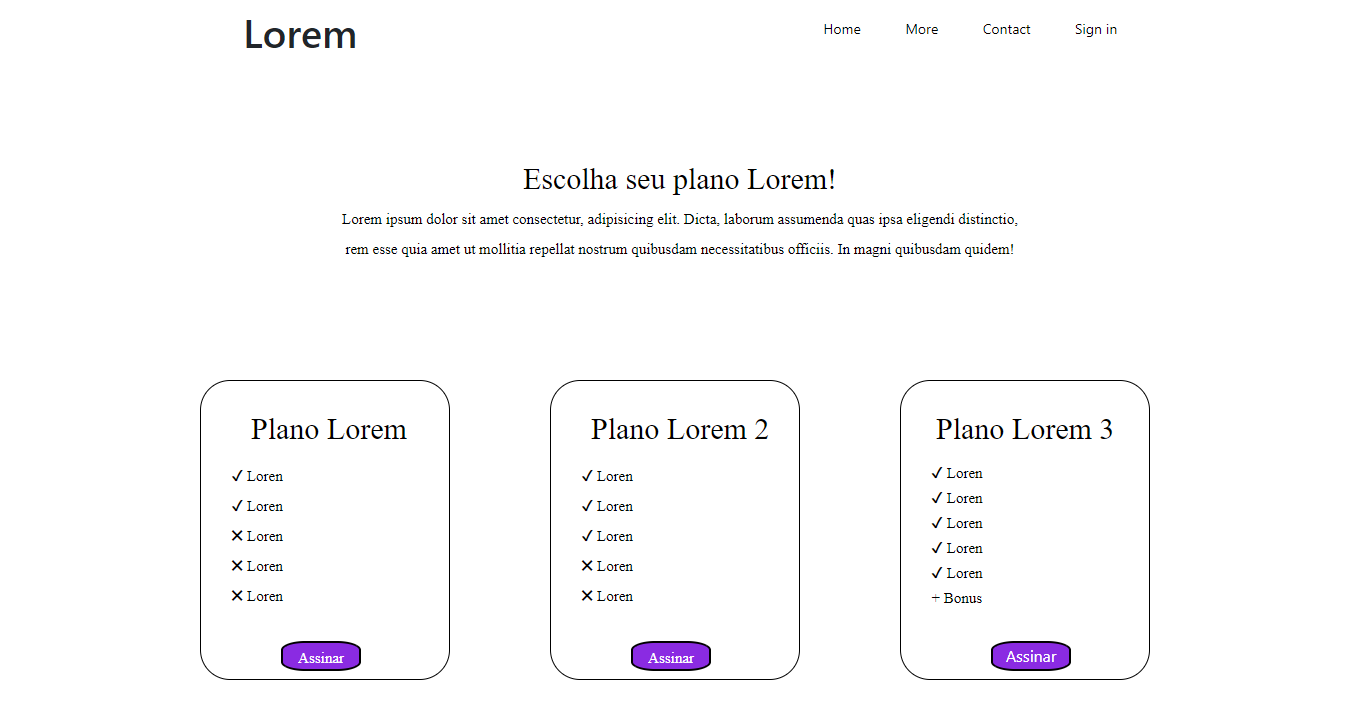 Lorem
Home More Contact Sign in
Escolha seu plano Lorem!
Lorem ipsum dolor sit amet consectetur, adipisicing elit. Dicta, laborum assumenda quas ipsa eligendi distinctio,
rem esse quia amet ut mollitia repellat nostrum quibusdam necessitatibus officiis. In magni quibusdam quidem!
Plano Lorem
✓ Loren
✓ Loren
✕ Loren
✕ Loren
✕ Loren
Assinar
Plano Lorem 2
✓ Loren
✓ Loren
✓ Loren
✕ Loren
✕ Loren
Assinar
Plano Lorem 3
✓ Loren
✓ Loren
✓ Loren
✓ Loren
✓ Loren
+ Bonus
Assinar